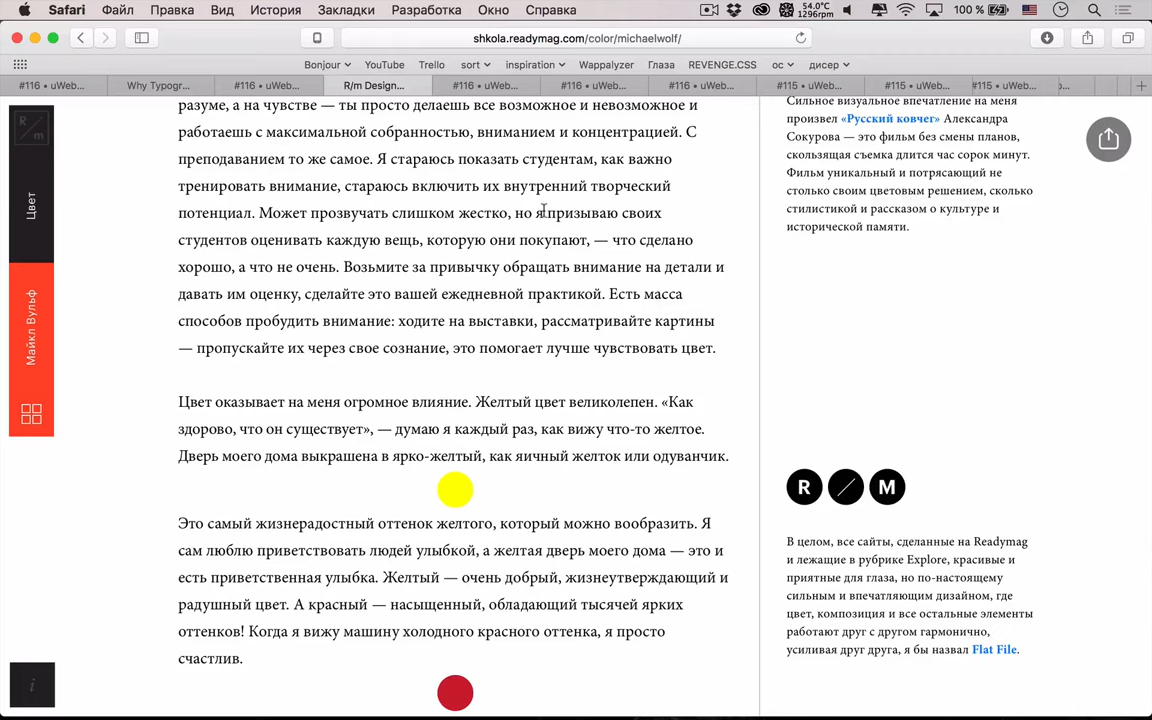 Safari Файл Правка Вид История Закладки Разработка Окно Справка 54.0°C 1296rpm 100 %
shkola.readymag.com/color/michaelwolf/
Bonjour YouTube Trello sort inspiration Wappalyzer Глаза REVENGE.CSS ос дисер
#116 • uWeb... Why Typogr... #116 • uWeb... R/m Design... #116 • uWeb... #116 • uWeb... #116 • uWeb... #115 • uWeb... #115 • uWeb... #115 • uWeb...
R/m
Цвет
Майкл Вульф
i
разуме, а на чувстве — ты просто делаешь все возможное и невозможное и
работаешь с максимальной собранностью, вниманием и концентрацией. С
преподаванием то же самое. Я стараюсь показать студентам, как важно
тренировать внимание, стараюсь включить их внутренний творческий
потенциал. Может прозвучать слишком жестко, но я призываю своих
студентов оценивать каждую вещь, которую они покупают, — что сделано
хорошо, а что не очень. Возьмите за привычку обращать внимание на детали и
давать им оценку, сделайте это вашей ежедневной практикой. Есть масса
способов пробудить внимание: ходите на выставки, рассматривайте картины
— пропускайте их через свое сознание, это помогает лучше чувствовать цвет.
Цвет оказывает на меня огромное влияние. Желтый цвет великолепен. «Как
здорово, что он существует», — думаю я каждый раз, как вижу что-то желтое.
Дверь моего дома выкрашена в ярко-желтый, как яичный желток или одуванчик.
Это самый жизнерадостный оттенок желтого, который можно вообразить. Я
сам люблю приветствовать людей улыбкой, а желтая дверь моего дома — это и
есть приветственная улыбка. Желтый — очень добрый, жизнеутверждающий и
радушный цвет. А красный — насыщенный, обладающий тысячей ярких
оттенков! Когда я вижу машину холодного красного оттенка, я просто
счастлив.
Сильное визуальное впечатление на меня
произвел «Русский ковчег» Александра
Сокурова — это фильм без смены планов,
скользящая съемка длится час сорок минут.
Фильм уникальный и потрясающий не
столько своим цветовым решением, сколько
стилистикой и рассказом о культуре и
исторической памяти.
R / M
В целом, все сайты, сделанные на Readymag
и лежащие в рубрике Explore, красивые и
приятные для глаза, но по-настоящему
сильным и впечатляющим дизайном, где
цвет, композиция и все остальные элементы
работают друг с другом гармонично,
усиливая друг друга, я бы назвал Flat File.